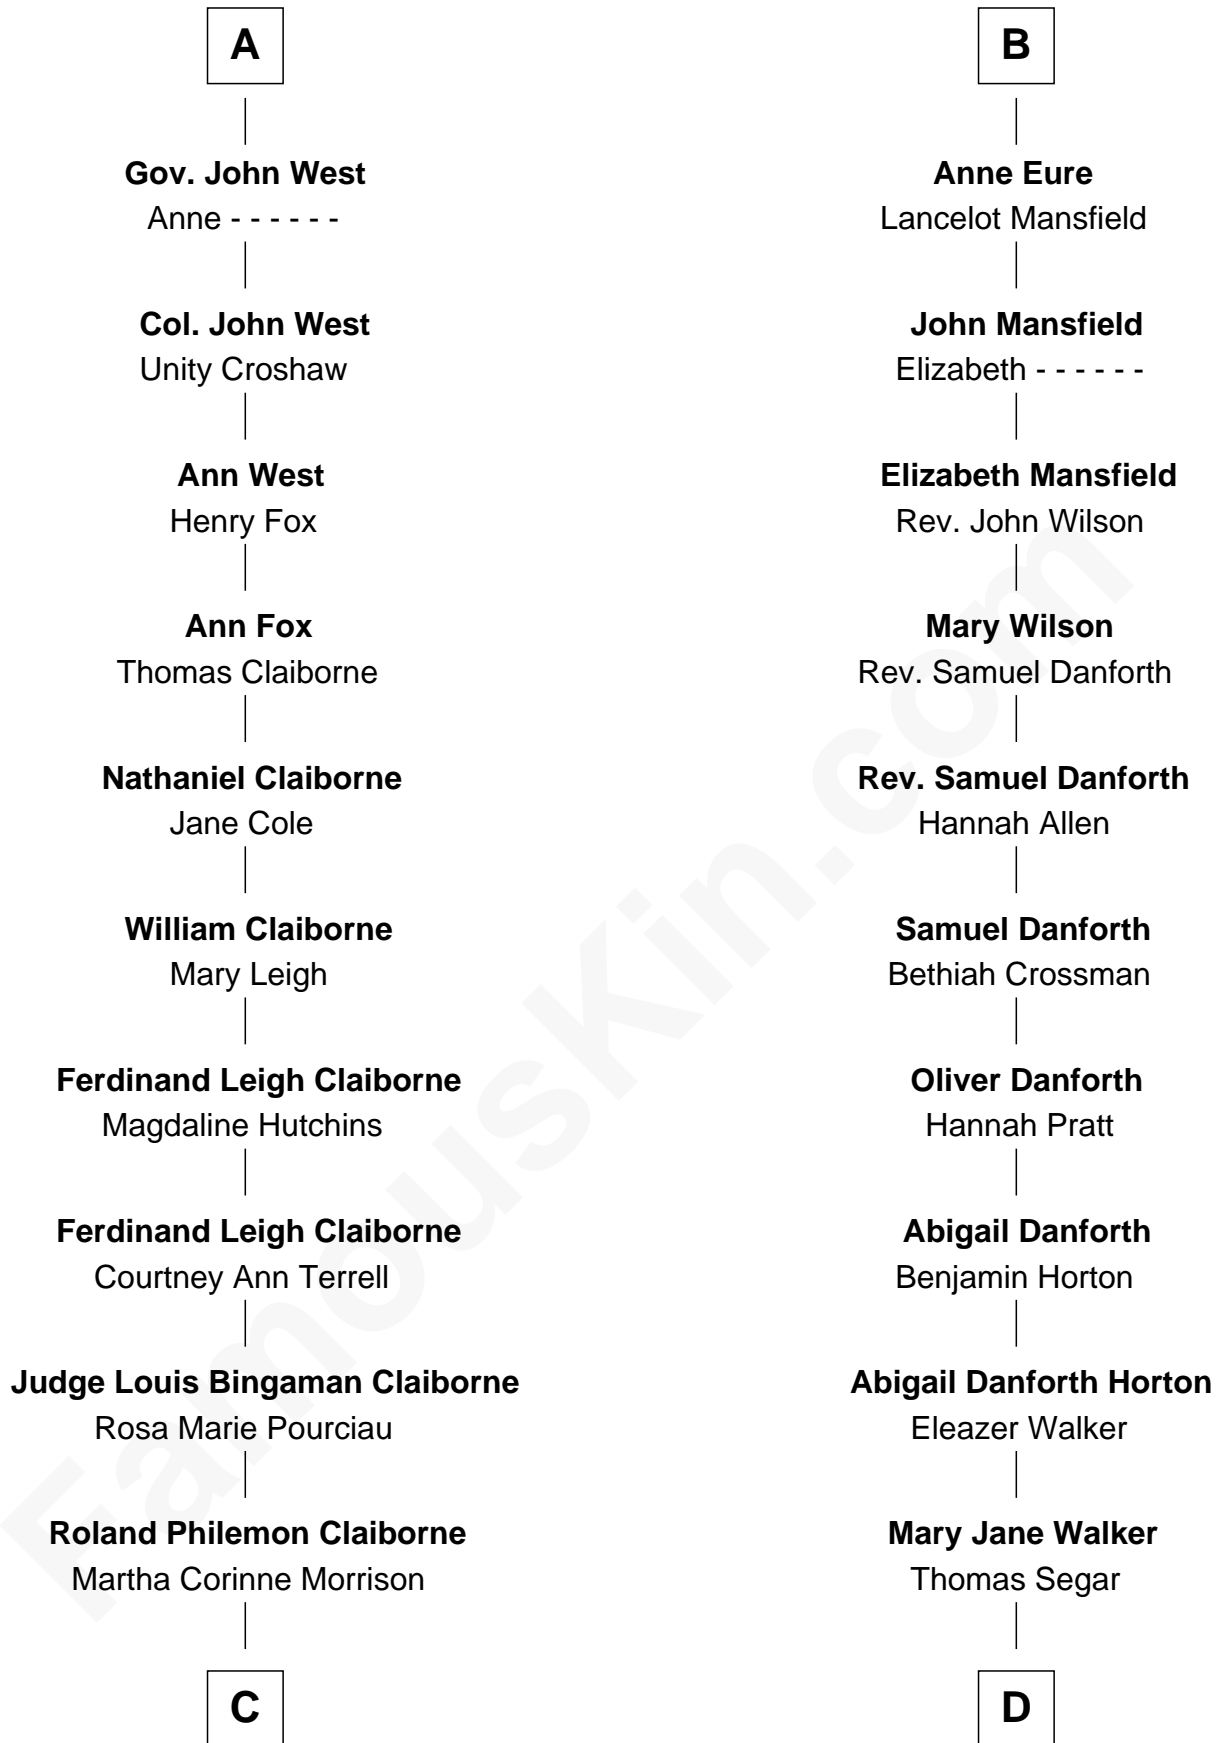 A
Gov. John West
Anne - - - - - -
Col. John West
Unity Croshaw
Ann West
Henry Fox
Ann Fox
Thomas Claiborne
Nathaniel Claiborne
Jane Cole
William Claiborne
Mary Leigh
Ferdinand Leigh Claiborne
Magdaline Hutchins
Ferdinand Leigh Claiborne
Courtney Ann Terrell
Judge Louis Bingaman Claiborne
Rosa Marie Pourciau
Roland Philemon Claiborne
Martha Corinne Morrison
C
B
Anne Eure
Lancelot Mansfield
John Mansfield
Elizabeth - - - - - -
Elizabeth Mansfield
Rev. John Wilson
Mary Wilson
Rev. Samuel Danforth
Rev. Samuel Danforth
Hannah Allen
Samuel Danforth
Bethiah Crossman
Oliver Danforth
Hannah Pratt
Abigail Danforth
Benjamin Horton
Abigail Danforth Horton
Eleazer Walker
Mary Jane Walker
Thomas Segar
D
FamousKin.com